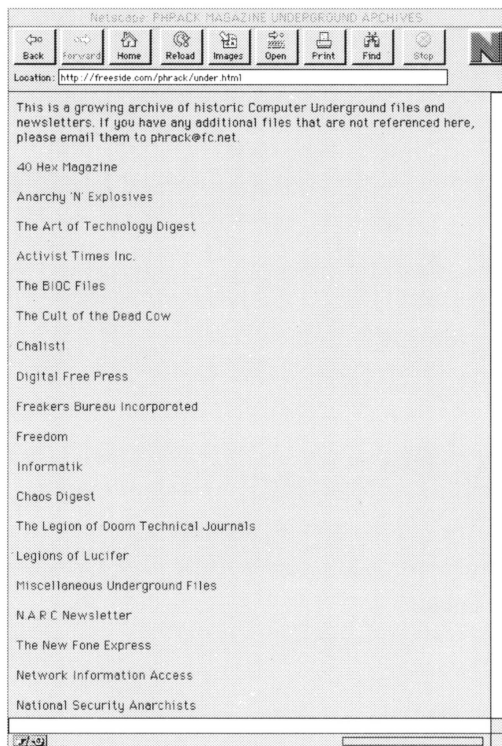 Netscape: PHPACK MAGAZINE UNDERGROUND ARCHIVES
Back Forward Home Reload Images Open Print Find Stop
N
Location: http://freeside.com/phrack/under.html
This is a growing archive of historic Computer Underground files and
newsletters. If you have any additional files that are not referenced here,
please email them to phrack@fc.net.
40 Hex Magazine
Anarchy 'N' Explosives
The Art of Technology Digest
Activist Times Inc.
The BIOC Files
The Cult of the Dead Cow
Chalisti
Digital Free Press
Freakers Bureau Incorporated
Freedom
Informatik
Chaos Digest
The Legion of Doom Technical Journals
Legions of Lucifer
Miscellaneous Underground Files
N.A.R.C Newsletter
The New Fone Express
Network Information Access
National Security Anarchists